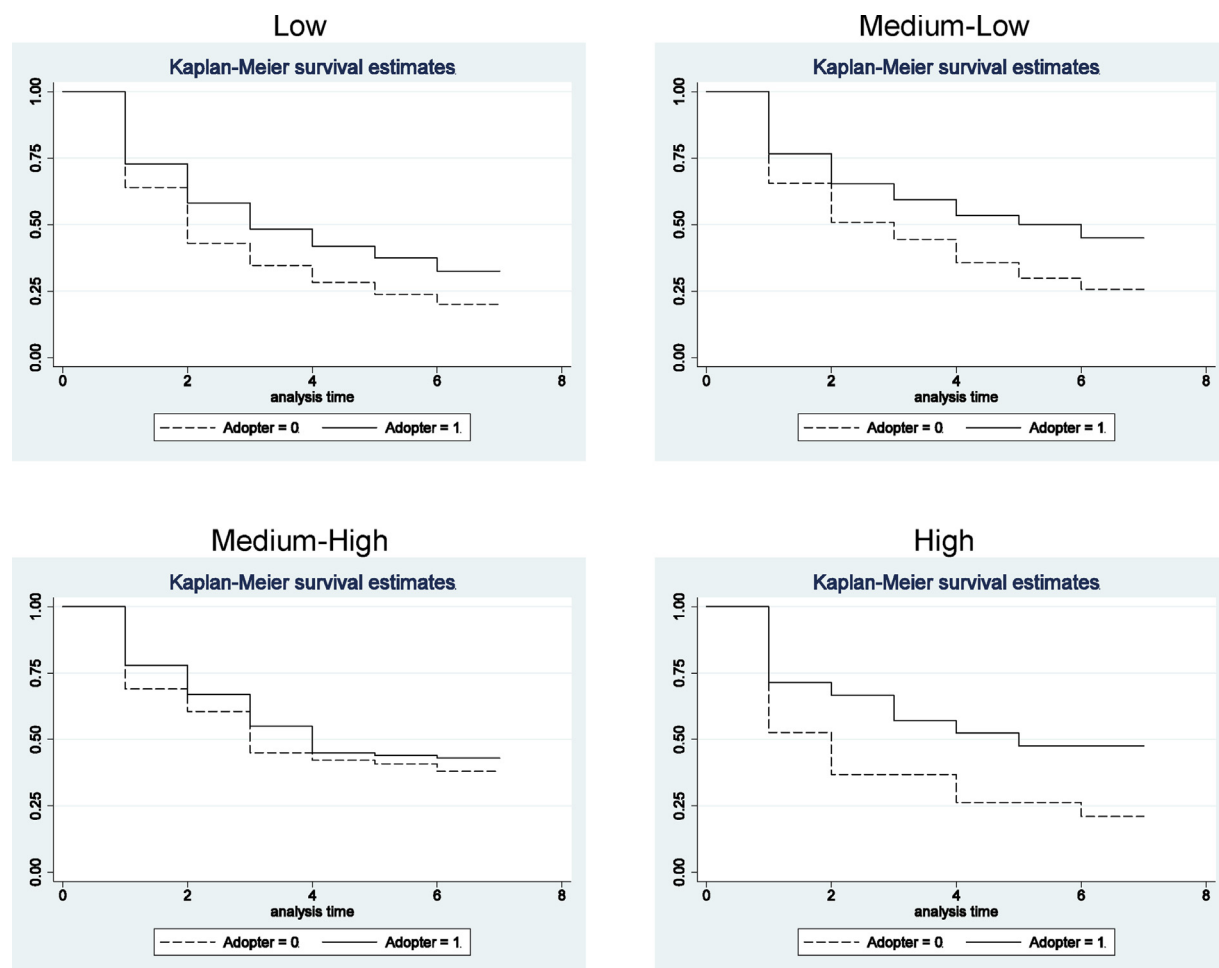 Low
Kaplan-Meier survival estimates
1.00
0.75
0.50
0.25
0.00
0 2 4 6 8
analysis time
Adopter = 0 Adopter = 1
Medium-Low
Kaplan-Meier survival estimates
1.00
0.75
0.50
0.25
0.00
0 2 4 6 8
analysis time
Adopter = 0 Adopter = 1
Medium-High
Kaplan-Meier survival estimates
1.00
0.75
0.50
0.25
0.00
0 2 4 6 8
analysis time
Adopter = 0 Adopter = 1
High
Kaplan-Meier survival estimates
1.00
0.75
0.50
0.25
0.00
0 2 4 6 8
analysis time
Adopter = 0 Adopter = 1